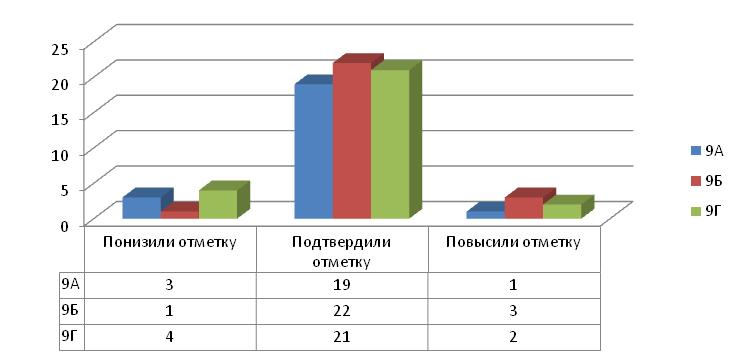 25
20
15
10
5
0
9А
9Б
9Г
Понизили отметку Подтвердили отметку Повысили отметку
9А 3 19 1
9Б 1 22 3
9Г 4 21 2